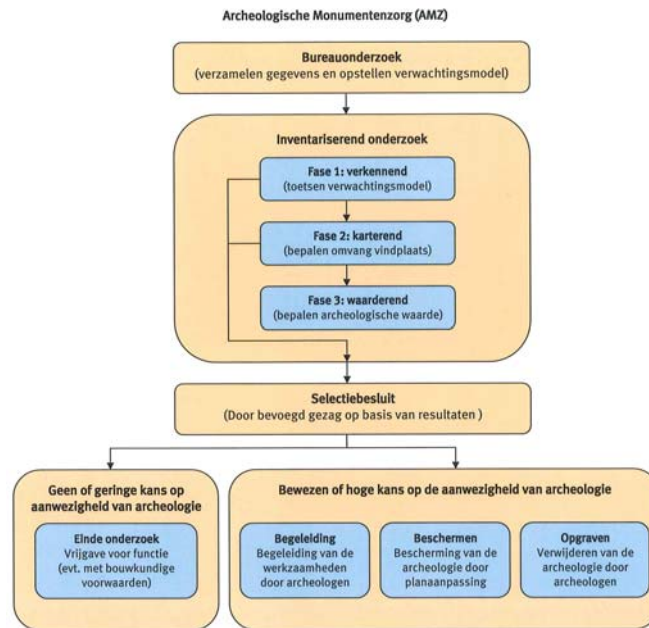 Archeologische Monumentenzorg (AMZ)
Bureauonderzoek
(verzamelen gegevens en opstellen verwachtingsmodel)
Inventariserend onderzoek
Fase 1: verkennend
(toetsen verwachtingsmodel)
Fase 2: karterend
(bepalen omvang vindplaats)
Fase 3: waarderend
(bepalen archeologische waarde)
Selectiebesluit
(Door bevoegd gezag op basis van resultaten )
Geen of geringe kans op
aanwezigheid van archeologie
Einde onderzoek
Vrijgave voor functie
(evt. met bouwkundige
voorwaarden)
Bewezen of hoge kans op de aanwezigheid van archeologie
Begeleiding
Begeleiding van de
werkzaamheden
door archeologen
Beschermen
Bescherming van de
archeologie door
planaanpassing
Opgraven
Verwijderen van de
archeologie door
archeologen